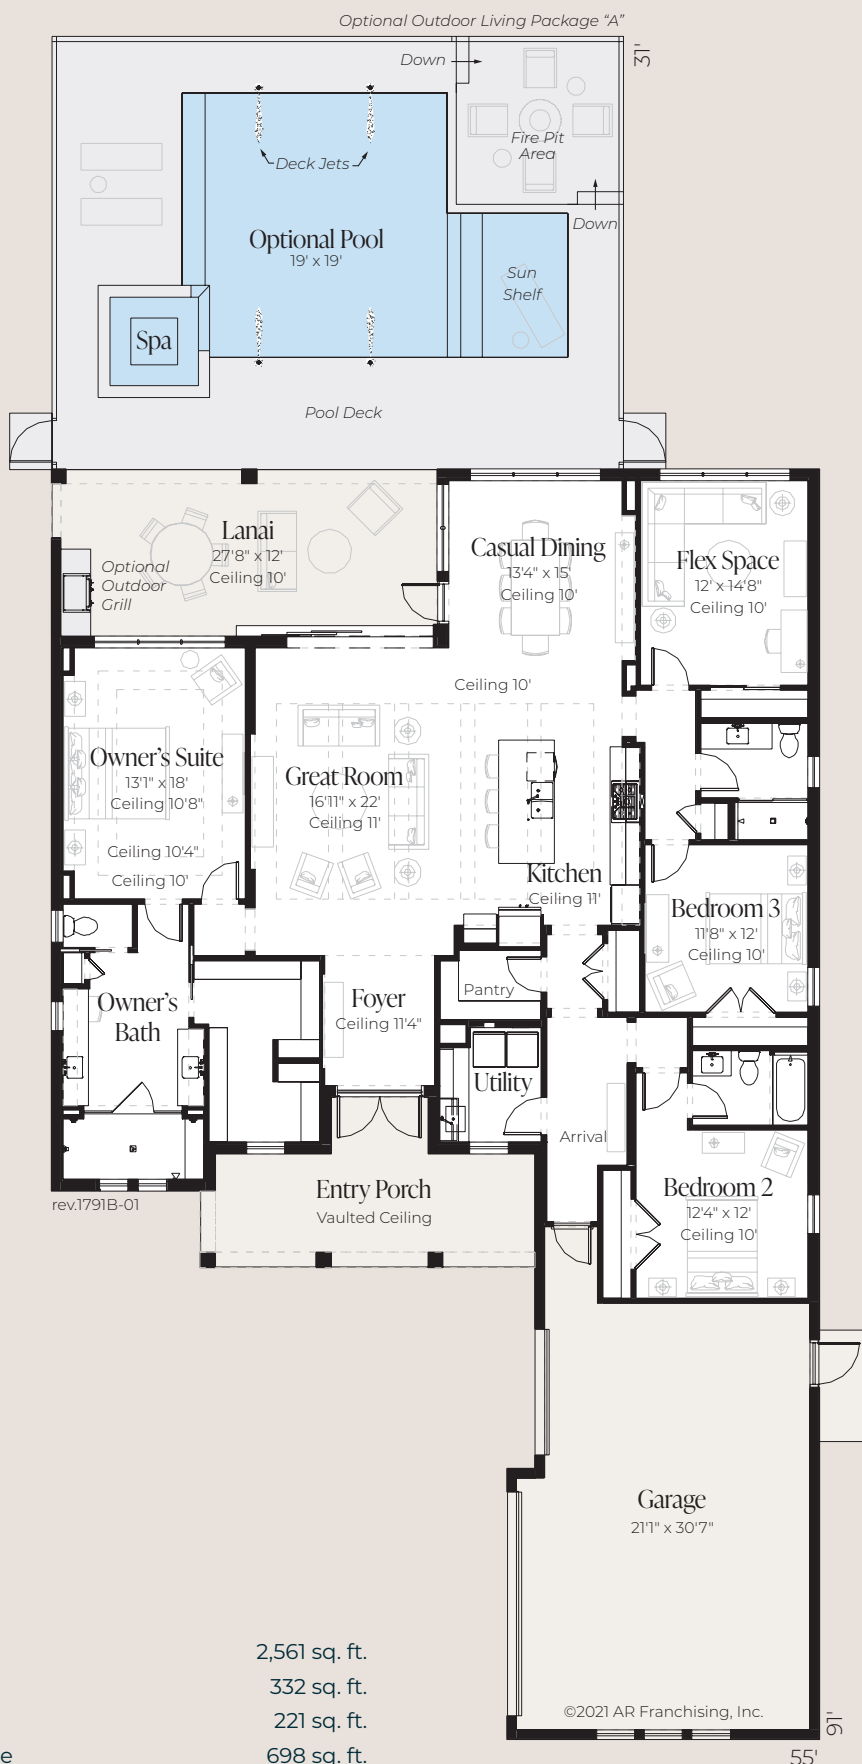 Optional Outdoor Living Package “A”
31'
Down
Fire Pit
Area
Deck Jets
Down
Optional Pool
19' x 19'
Sun
Shelf
Spa
Pool Deck
Lanai
27'8" x 12'
Ceiling 10'
Optional
Outdoor
Grill
Casual Dining
13'4" x 15'
Ceiling 10'
Flex Space
12' x 14'8"
Ceiling 10'
Ceiling 10'
Owner’s Suite
13'1" x 18'
Ceiling 10'8"
Ceiling 10'4"
Ceiling 10'
Great Room
16'11" x 22'
Ceiling 11'
Kitchen
Ceiling 11'
Bedroom 3
11'8" x 12'
Ceiling 10'
Owner’s
Bath
Foyer
Ceiling 11'4"
Pantry
Utility
Arrival
Entry Porch
Vaulted Ceiling
Bedroom 2
12'4" x 12'
Ceiling 10'
rev.1791B-01
Garage
21'1" x 30'7"
©2021 AR Franchising, Inc.
91'
55'
2,561 sq. ft.
332 sq. ft.
221 sq. ft.
e 698 sq. ft.